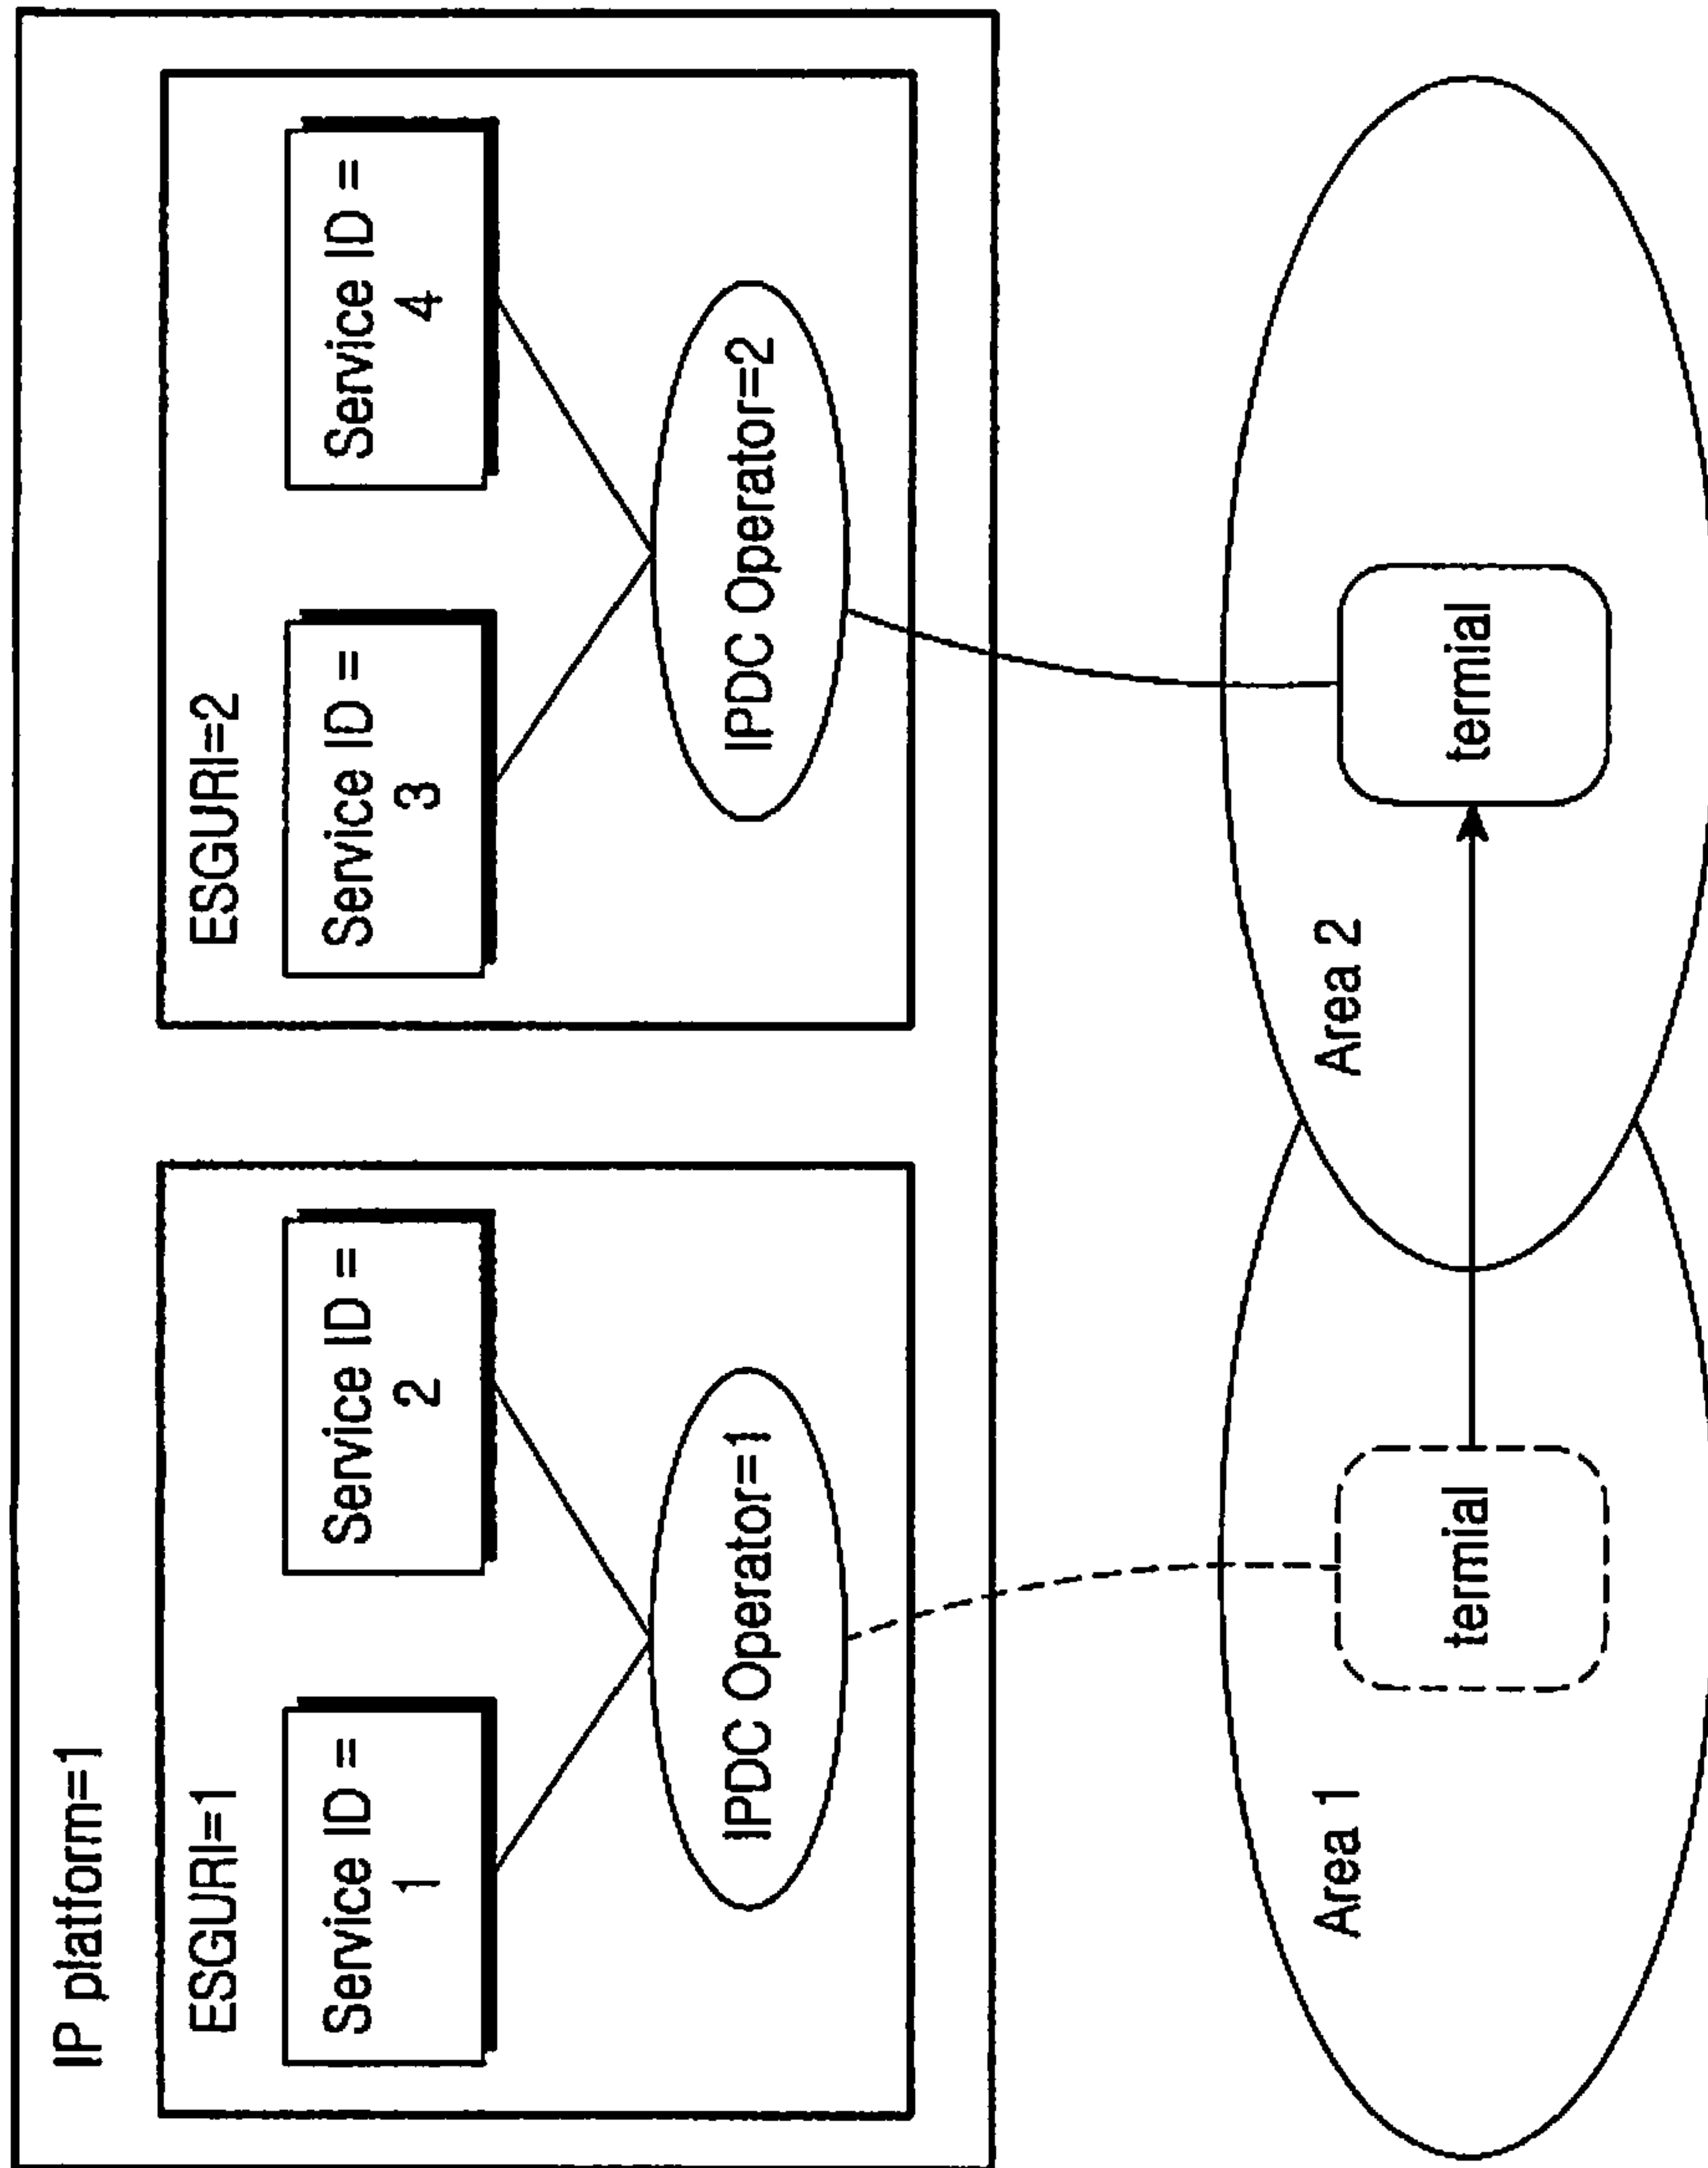 IP platform=1
ESGURI=1
Service ID =
1
Service ID =
2
IPDC Operator=1
ESGURI=2
Service ID =
3
Service ID =
4
IPDC Operator=2
Area 1
termial
Area 2
termial